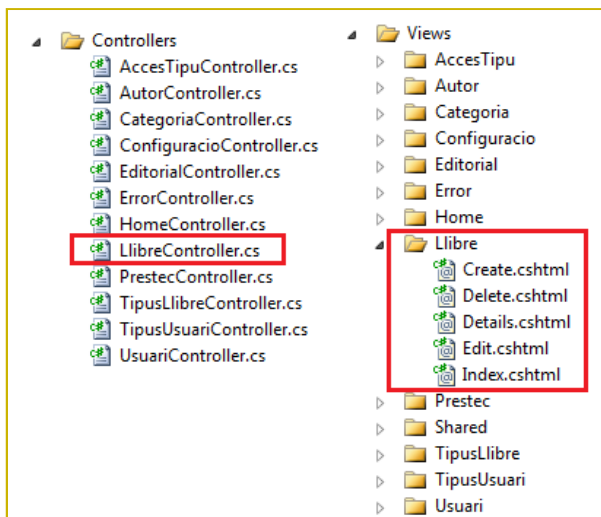 Controllers
AccesTipuController.cs
AutorController.cs
CategoriaController.cs
ConfiguracioController.cs
EditorialController.cs
ErrorController.cs
HomeController.cs
LlibreController.cs
PrestecController.cs
TipusLlibreController.cs
TipusUsuariController.cs
UsuariController.cs
Views
AccesTipu
Autor
Categoria
Configuracio
Editorial
Error
Home
Llibre
Create.cshtml
Delete.cshtml
Details.cshtml
Edit.cshtml
Index.cshtml
Prestec
Shared
TipusLlibre
TipusUsuari
Usuari